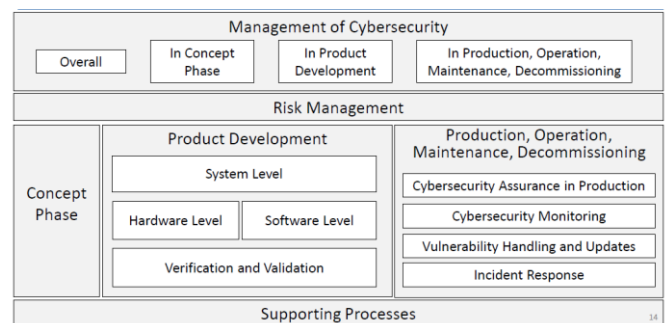 Management of Cybersecurity
Overall
In Concept
Phase
In Product
Development
In Production, Operation,
Maintenance, Decommissioning
Risk Management
Concept
Phase
Product Development
System Level
Hardware Level
Software Level
Verification and Validation
Production, Operation,
Maintenance, Decommissioning
Cybersecurity Assurance in Production
Cybersecurity Monitoring
Vulnerability Handling and Updates
Incident Response
Supporting Processes
14